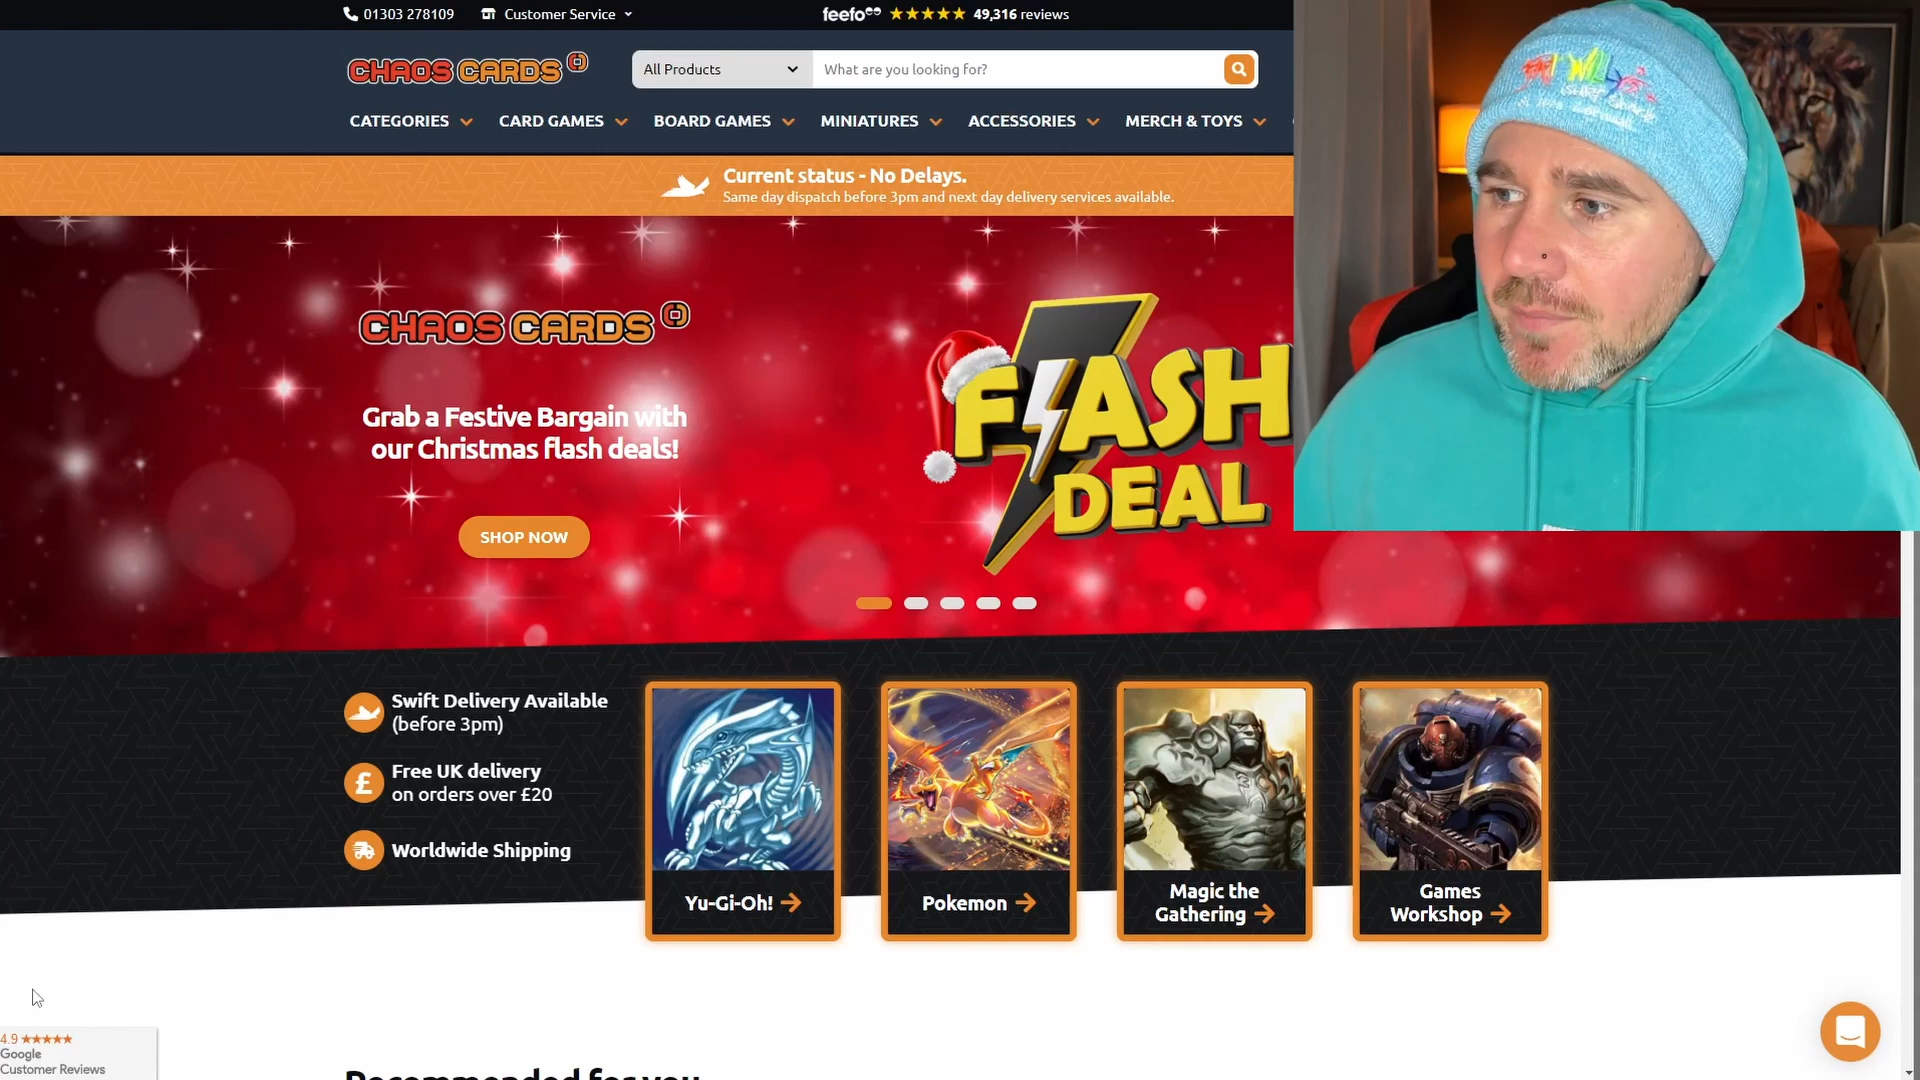 01303 278109
Customer Service
feefo
49,316 reviews
CHAOS CARDS
All Products
What are you looking for?
CATEGORIES
CARD GAMES
BOARD GAMES
MINIATURES
ACCESSORIES
MERCH & TOYS
Current status - No Delays.
Same day dispatch before 3pm and next day delivery services available.
CHAOS CARDS
Grab a Festive Bargain with
our Christmas flash deals!
SHOP NOW
FLASH
DEAL
Swift Delivery Available
(before 3pm)
£
Free UK delivery
on orders over £20
Worldwide Shipping
Yu-Gi-Oh!
Pokemon
Magic the
Gathering
Games
Workshop
4.9
Google
Customer Reviews
Recommended for you